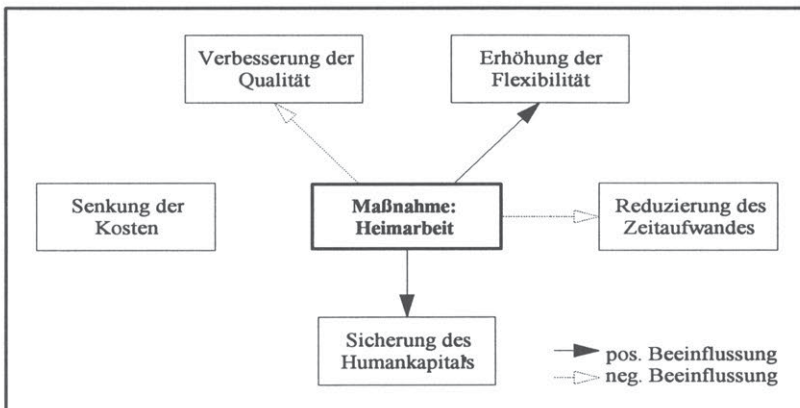 Verbesserung der
Qualität
Erhöhung der
Flexibilität
Senkung der
Kosten
Maßnahme:
Heimarbeit
Reduzierung des
Zeitaufwandes
Sicherung des
Humankapitals
pos. Beeinflussung
neg. Beeinflussung